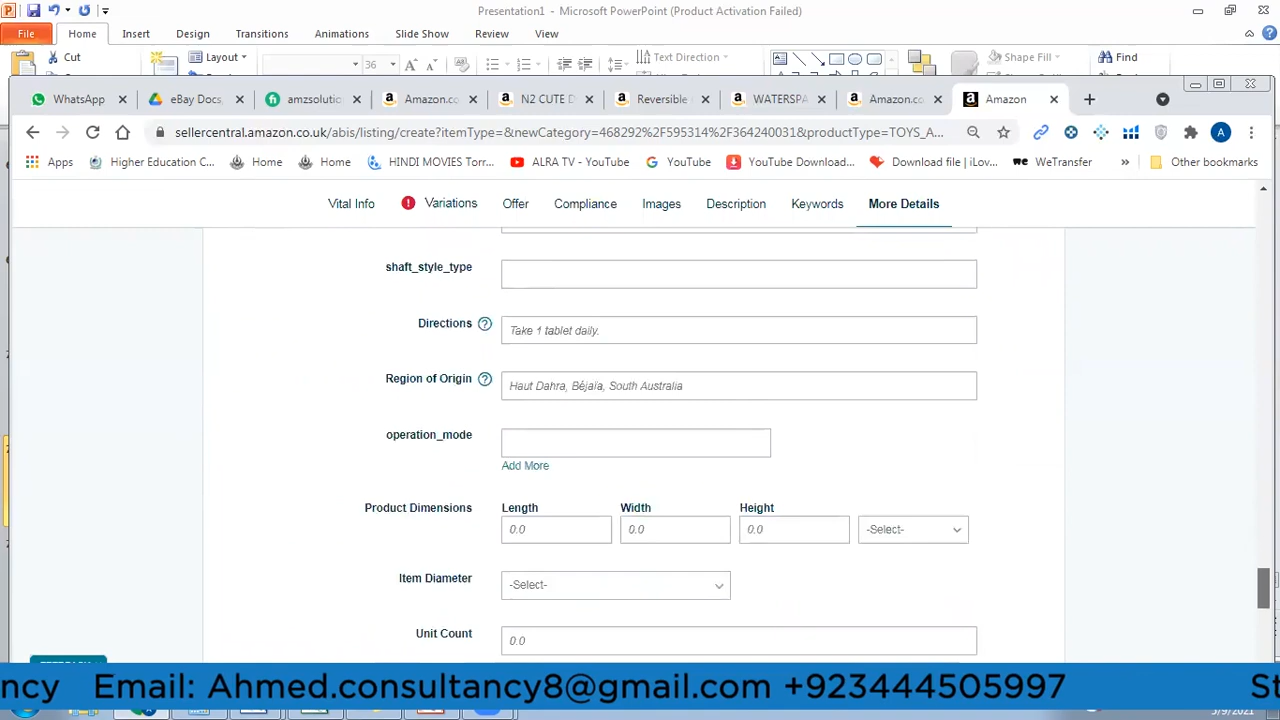 Presentation1 - Microsoft PowerPoint (Product Activation Failed)
File Home Insert Design Transitions Animations Slide Show Review View
Cut Layout 36 Text Direction Shape Fill Find
WhatsApp eBay Docs amzsolutic Amazon.co N2 CUTE D Reversible WATERSPA Amazon.co Amazon
sellercentral.amazon.co.uk/abis/listing/create?itemType=&newCategory=468292%2F595314%2F364240031&productType=TOYS_A...
Apps Higher Education C... Home Home HINDI MOVIES Torr... ALRA TV - YouTube YouTube YouTube Download... Download file | iLov... WeTransfer » Other bookmarks
Vital Info Variations Offer Compliance Images Description Keywords More Details
shaft_style_type
Directions Take 1 tablet daily.
Region of Origin Haut Dahra, Béjaïa, South Australia
operation_mode
Add More
Product Dimensions Length Width Height
0.0 0.0 0.0 -Select-
Item Diameter -Select-
Unit Count 0.0
ncy Email: Ahmed.consultancy8@gmail.com +923444505997 St
5/9/2021